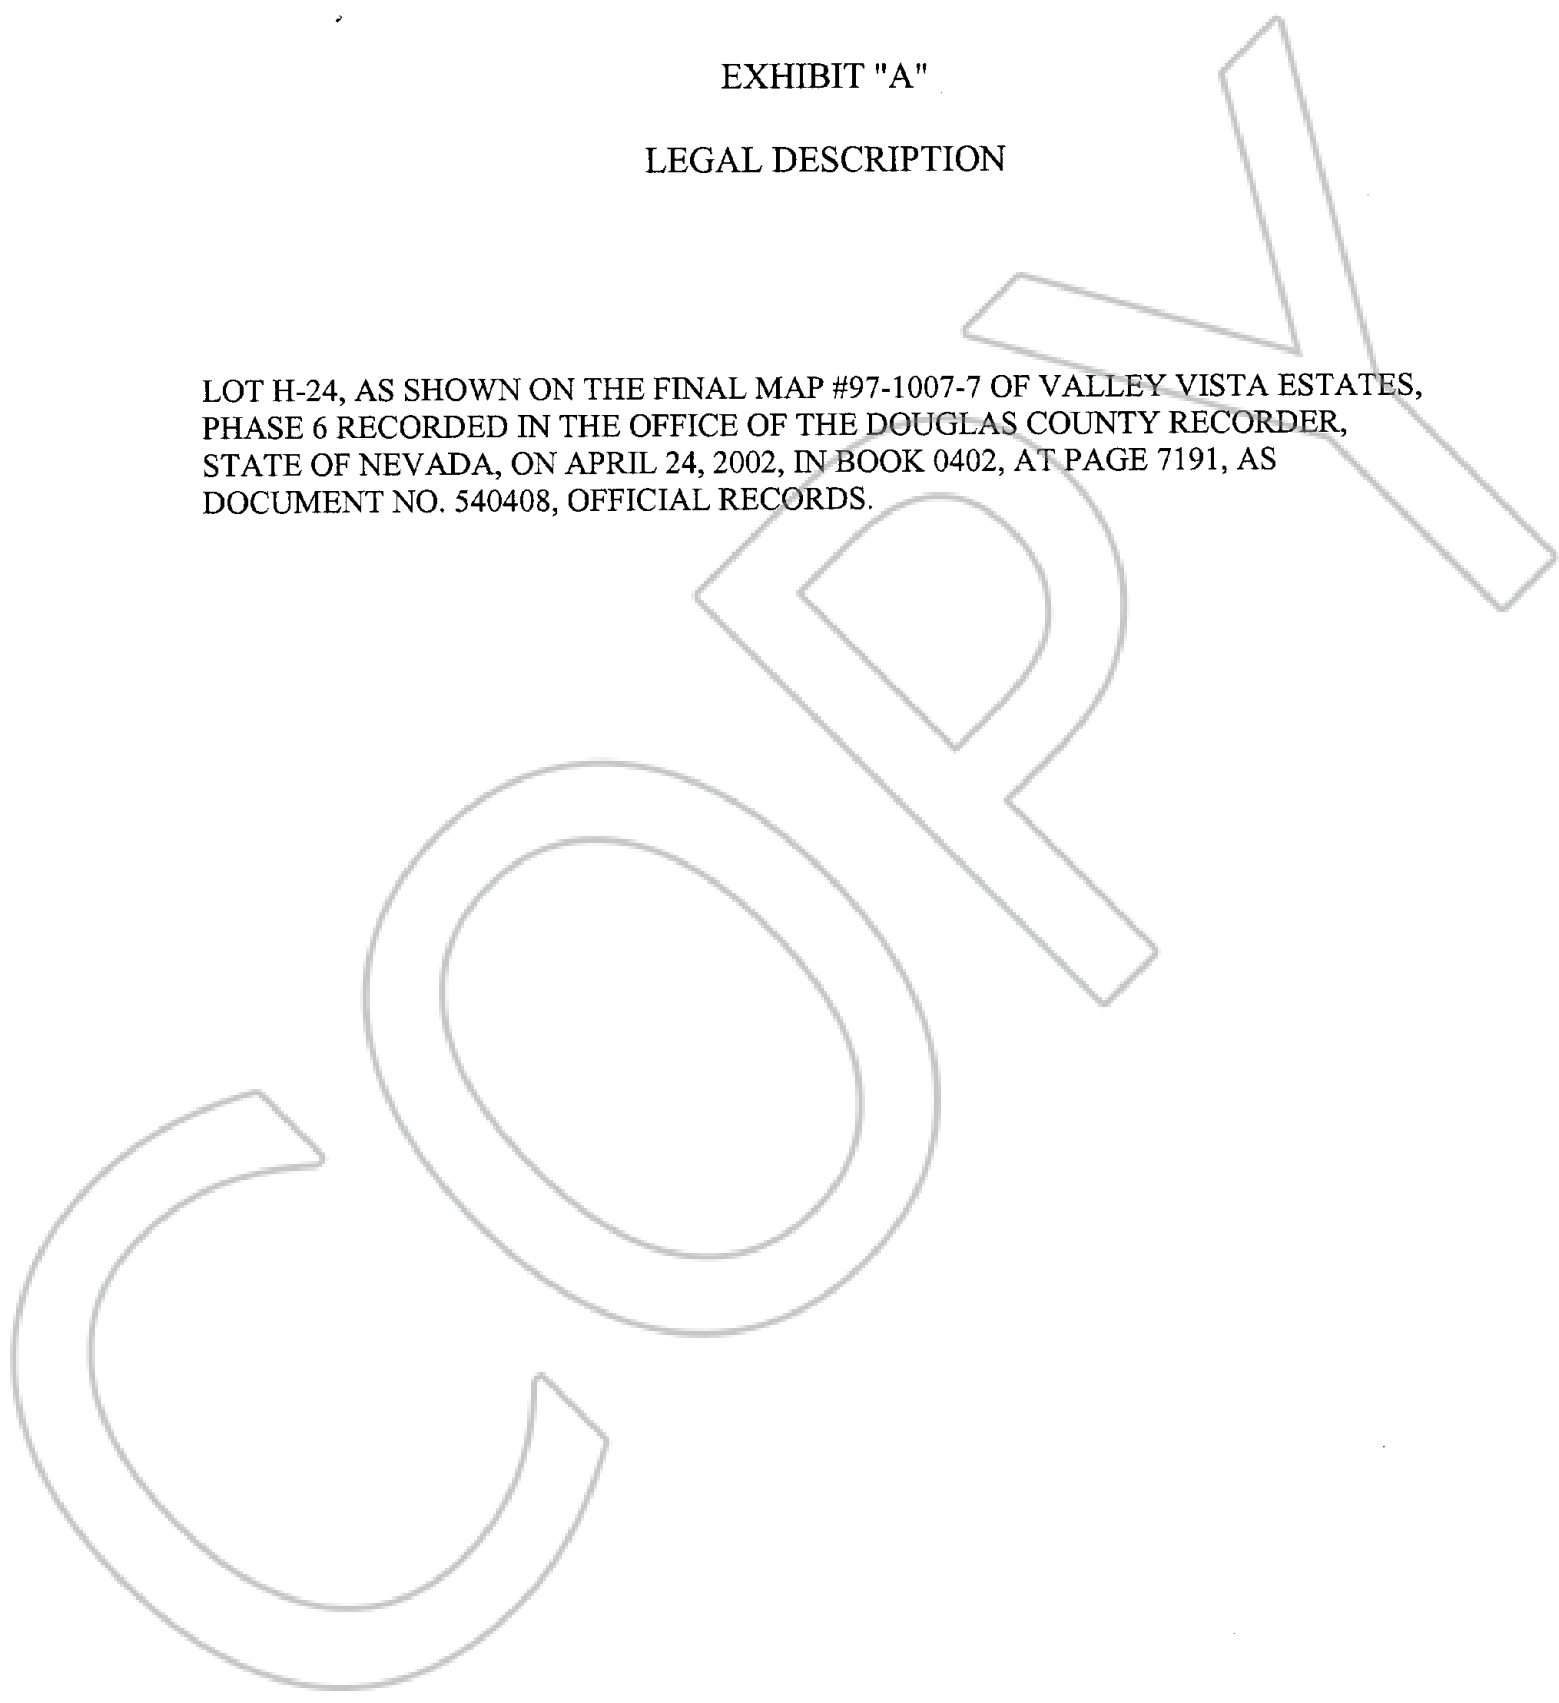 EXHIBIT "A"
LEGAL DESCRIPTION
LOT H-24, AS SHOWN ON THE FINAL MAP #97-1007-7 OF VALLEY VISTA ESTATES,
PHASE 6 RECORDED IN THE OFFICE OF THE DOUGLAS COUNTY RECORDER,
STATE OF NEVADA, ON APRIL 24, 2002, IN BOOK 0402, AT PAGE 7191, AS
DOCUMENT NO. 540408, OFFICIAL RECORDS.
COPY